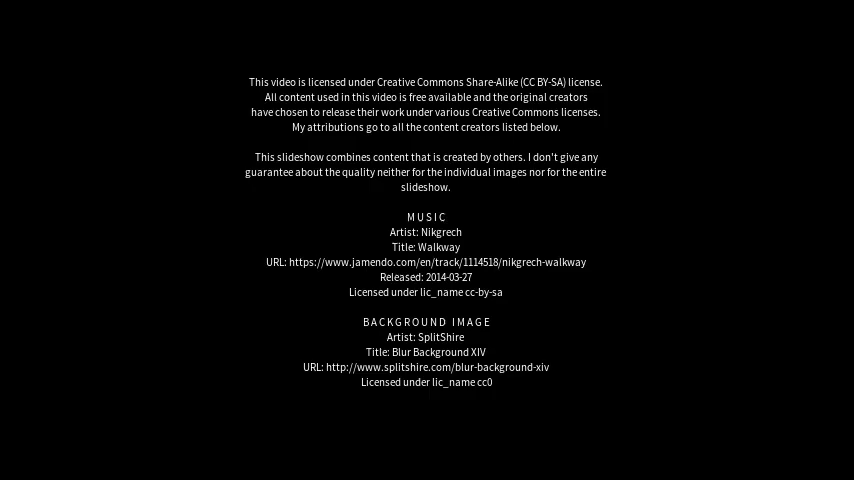 This video is licensed under Creative Commons Share-Alike (CC BY-SA) license.
All content used in this video is free available and the original creators
have chosen to release their work under various Creative Commons licenses.
My attributions go to all the content creators listed below.
This slideshow combines content that is created by others. I don't give any
guarantee about the quality neither for the individual images nor for the entire
slideshow.
MUSIC
Artist: Nikgrech
Title: Walkway
URL: https://www.jamendo.com/en/track/1114518/nikgrech-walkway
Released: 2014-03-27
Licensed under lic_name cc-by-sa
BACKGROUND IMAGE
Artist: SplitShire
Title: Blur Background XIV
URL: http://www.splitshire.com/blur-background-xiv
Licensed under lic_name cc0